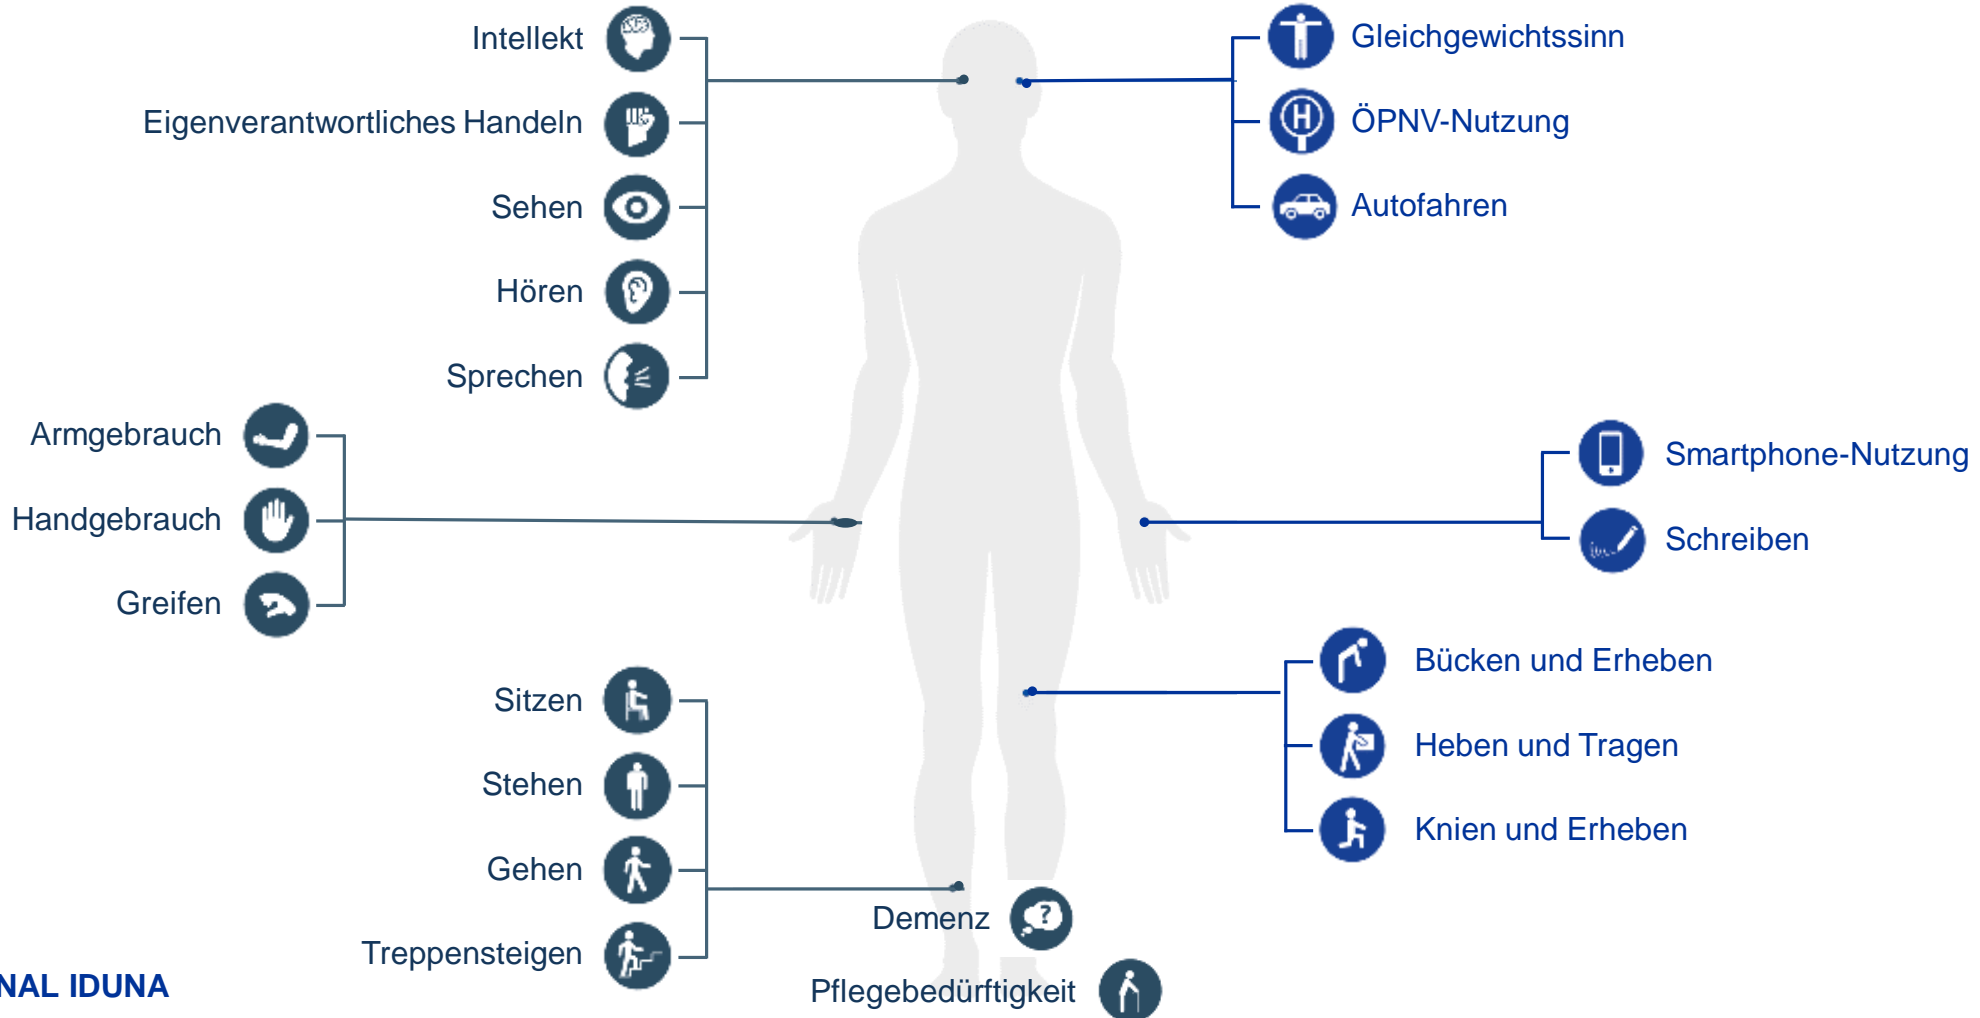 Intellekt
Eigenverantwortliches Handeln
Sehen
Hören
Sprechen
Gleichgewichtssinn
ÖPNV-Nutzung
H
Autofahren
Armgebrauch
Handgebrauch
Greifen
Smartphone-Nutzung
Schreiben
Sitzen
Stehen
Gehen
Treppensteigen
Bücken und Erheben
Heben und Tragen
Knien und Erheben
Demenz
?
Pflegebedürftigkeit
NAL IDUNA